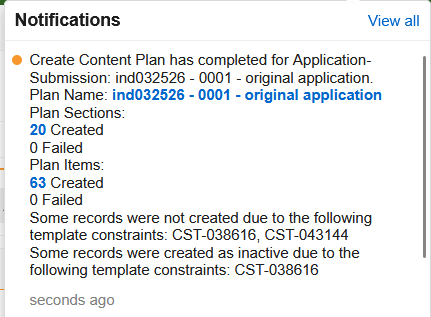 Notifications
View all
Create Content Plan has completed for Application-
Submission: ind032526 - 0001 - original application.
Plan Name: ind032526 - 0001 - original application
Plan Sections:
20 Created
0 Failed
Plan Items:
63 Created
0 Failed
Some records were not created due to the following
template constraints: CST-038616, CST-043144
Some records were created as inactive due to the
following template constraints: CST-038616
seconds ago